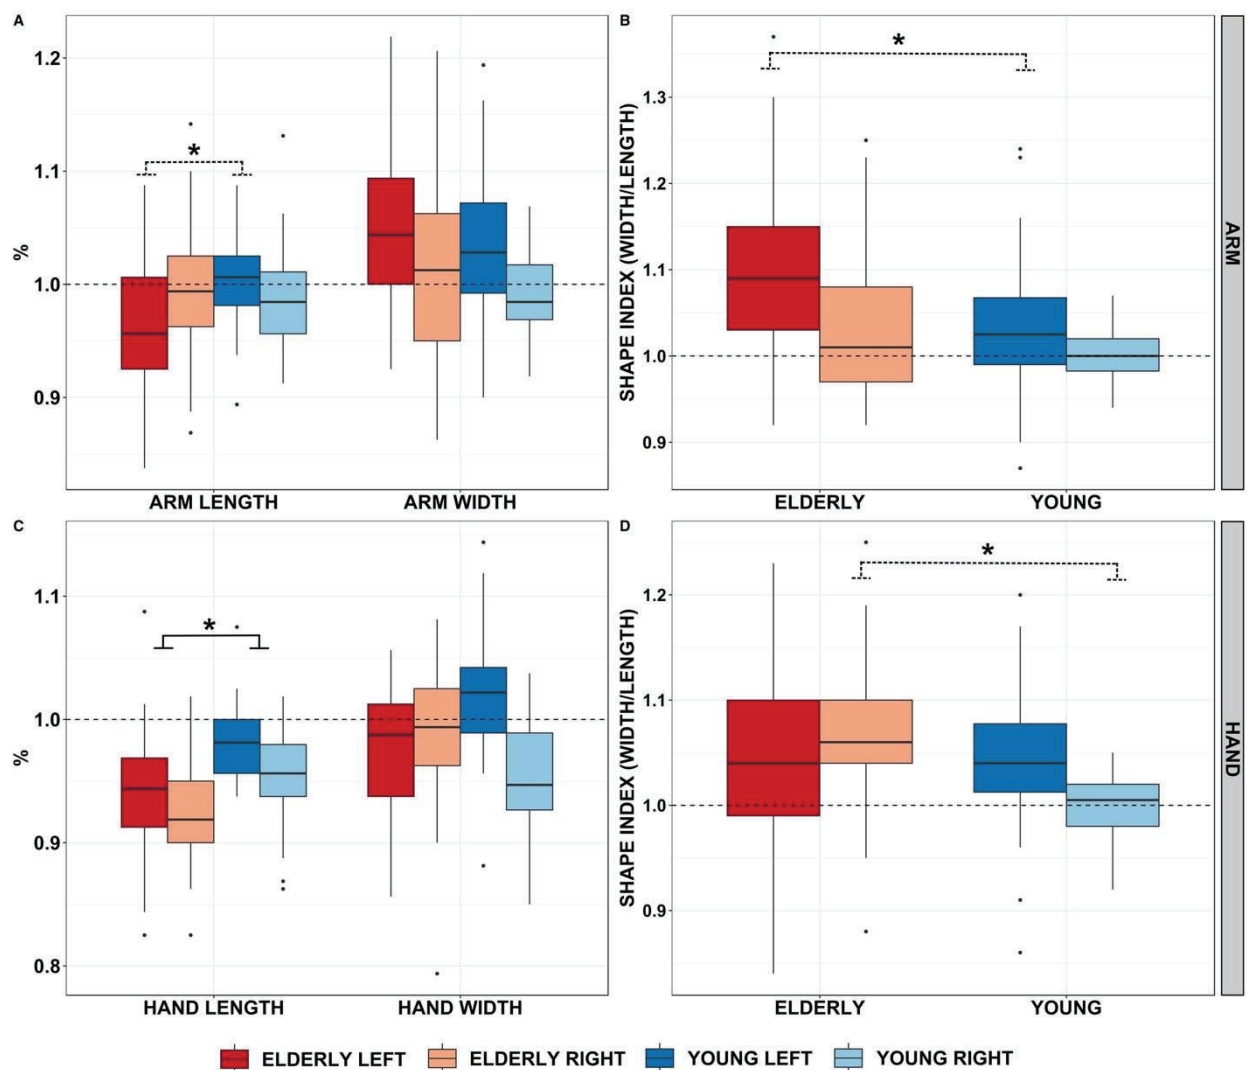 A
%
1.2
1.1
1.0
0.9
*
ARM LENGTH
ARM WIDTH
B
SHAPE INDEX (WIDTH/LENGTH)
1.3
1.2
1.1
1.0
0.9
*
ELDERLY
YOUNG
ARM
C
%
1.1
1.0
0.9
0.8
*
HAND LENGTH
HAND WIDTH
D
SHAPE INDEX (WIDTH/LENGTH)
1.2
1.1
1.0
0.9
*
ELDERLY
YOUNG
HAND
ELDERLY LEFT
ELDERLY RIGHT
YOUNG LEFT
YOUNG RIGHT